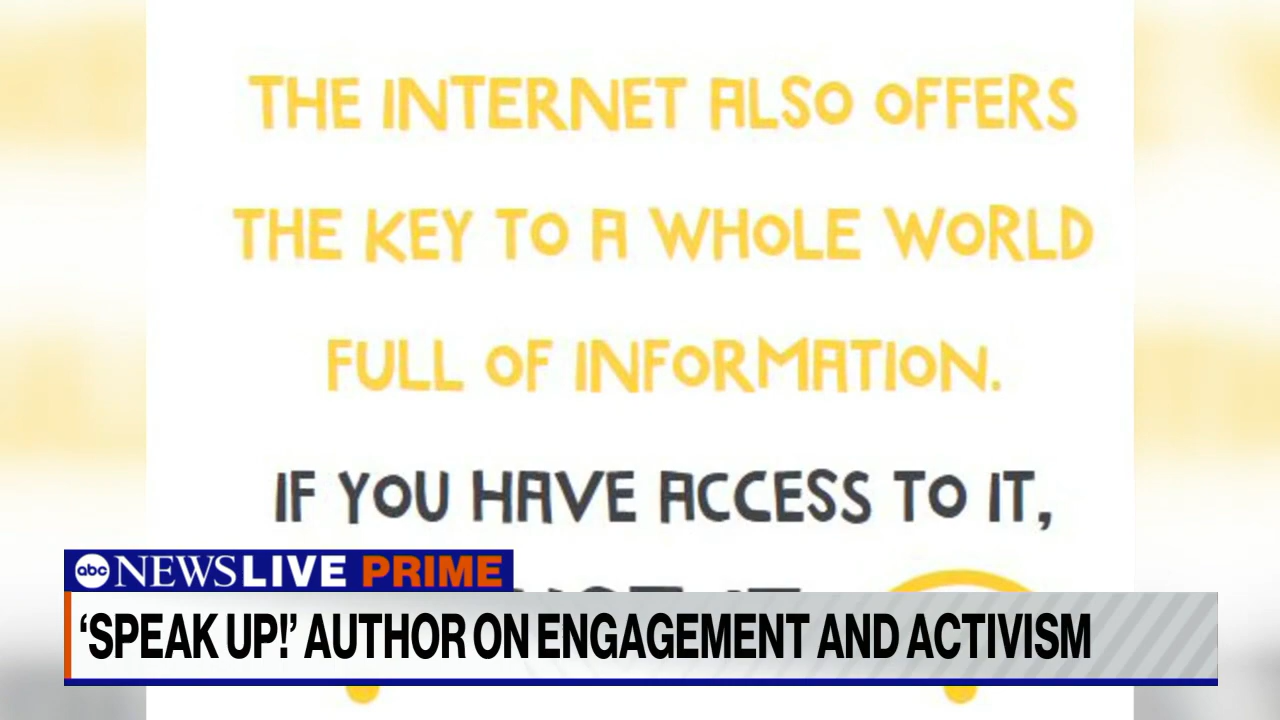 THE INTERNET ALSO OFFERS
THE KEY TO A WHOLE WORLD
FULL OF INFORMATION.
IF YOU HAVE ACCESS TO IT,
abc NEWS LIVE PRIME
‘SPEAK UP!’ AUTHOR ON ENGAGEMENT AND ACTIVISM